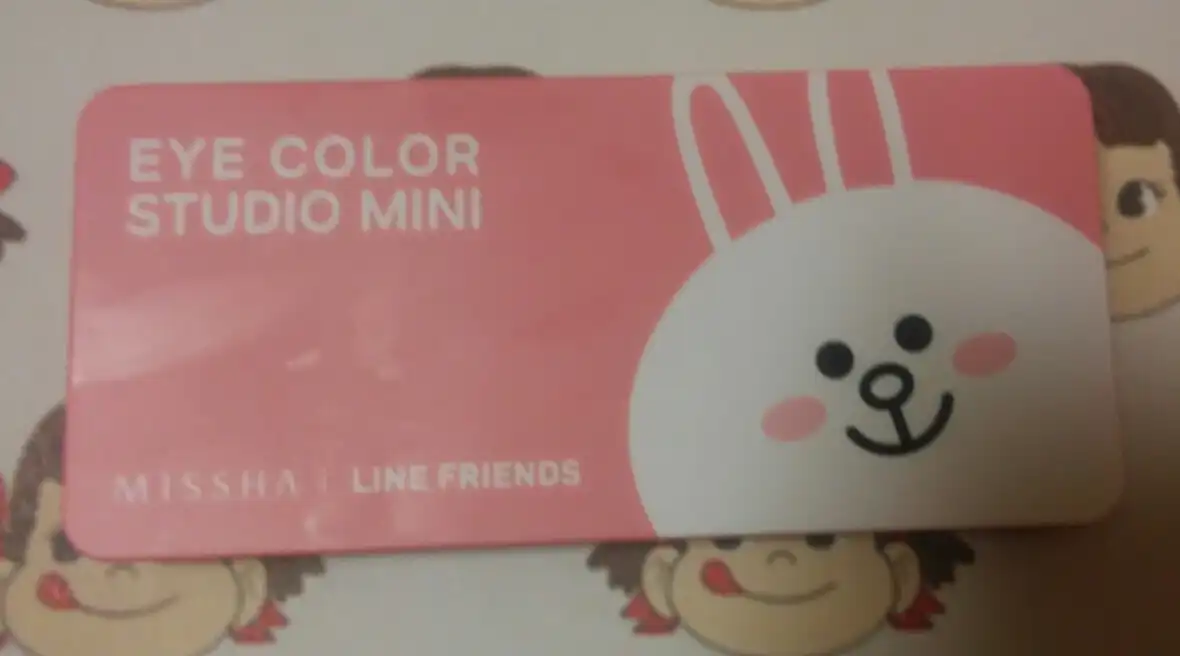 EYE COLOR
STUDIO MINI
MISSHA | LINE FRIENDS